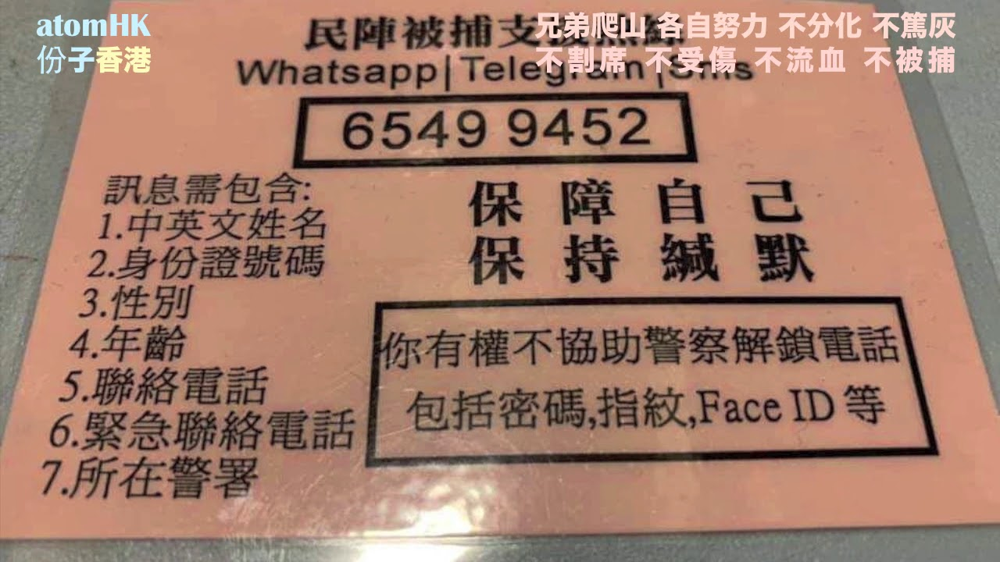 atomHK
份子香港
兄弟爬山 各自努力 不分化 不篤灰
不割席 不受傷 不流血 不被捕
民陣被捕支援熱線
Whatsapp| Telegram |Sms
6549 9452
訊息需包含:
1.中英文姓名
2.身份證號碼
3.性別
4.年齡
5.聯絡電話
6.緊急聯絡電話
7.所在警署
保障自己
保持緘默
你有權不協助警察解鎖電話
包括密碼,指紋,Face ID 等